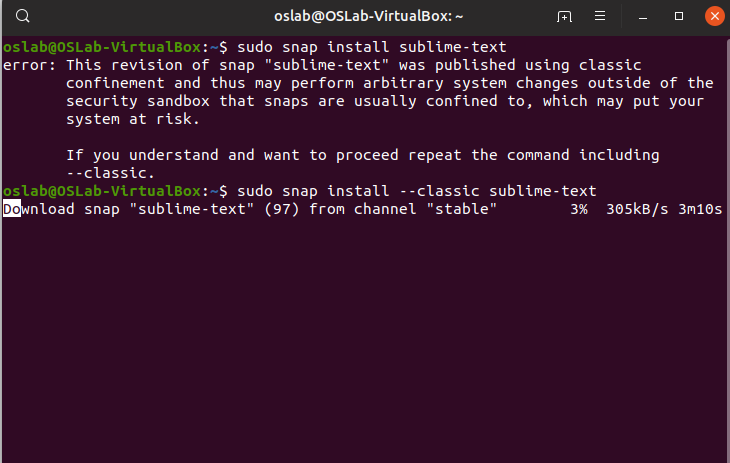 oslab@OSLab-VirtualBox: ~
oslab@OSLab-VirtualBox:~$ sudo snap install sublime-text
error: This revision of snap "sublime-text" was published using classic
confinement and thus may perform arbitrary system changes outside of the
security sandbox that snaps are usually confined to, which may put your
system at risk.
If you understand and want to proceed repeat the command including
--classic.
oslab@OSLab-VirtualBox:~$ sudo snap install --classic sublime-text
Download snap "sublime-text" (97) from channel "stable" 3% 305kB/s 3m10s